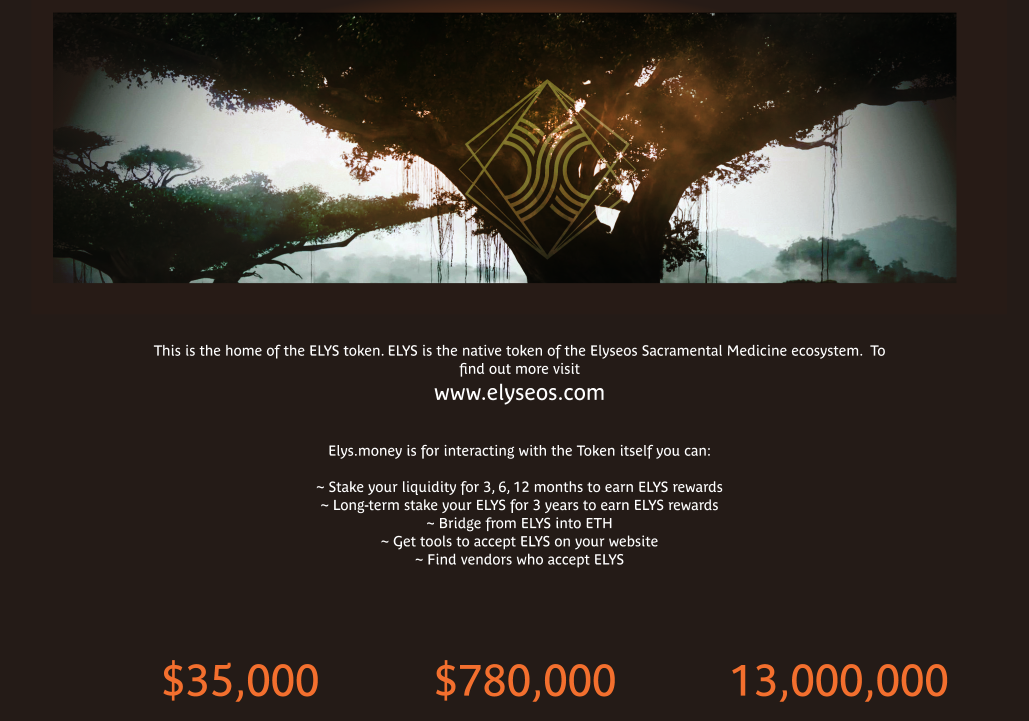 This is the home of the ELYS token. ELYS is the native token of the Elyseos Sacramental Medicine ecosystem.  To
find out more visit
www.elyseos.com
Elys.money is for interacting with the Token itself you can:
~ Stake your liquidity for 3, 6, 12 months to earn ELYS rewards
~ Long-term stake your ELYS for 3 years to earn ELYS rewards
~ Bridge from ELYS into ETH
~ Get tools to accept ELYS on your website
~ Find vendors who accept ELYS
$35,000 $780,000 13,000,000